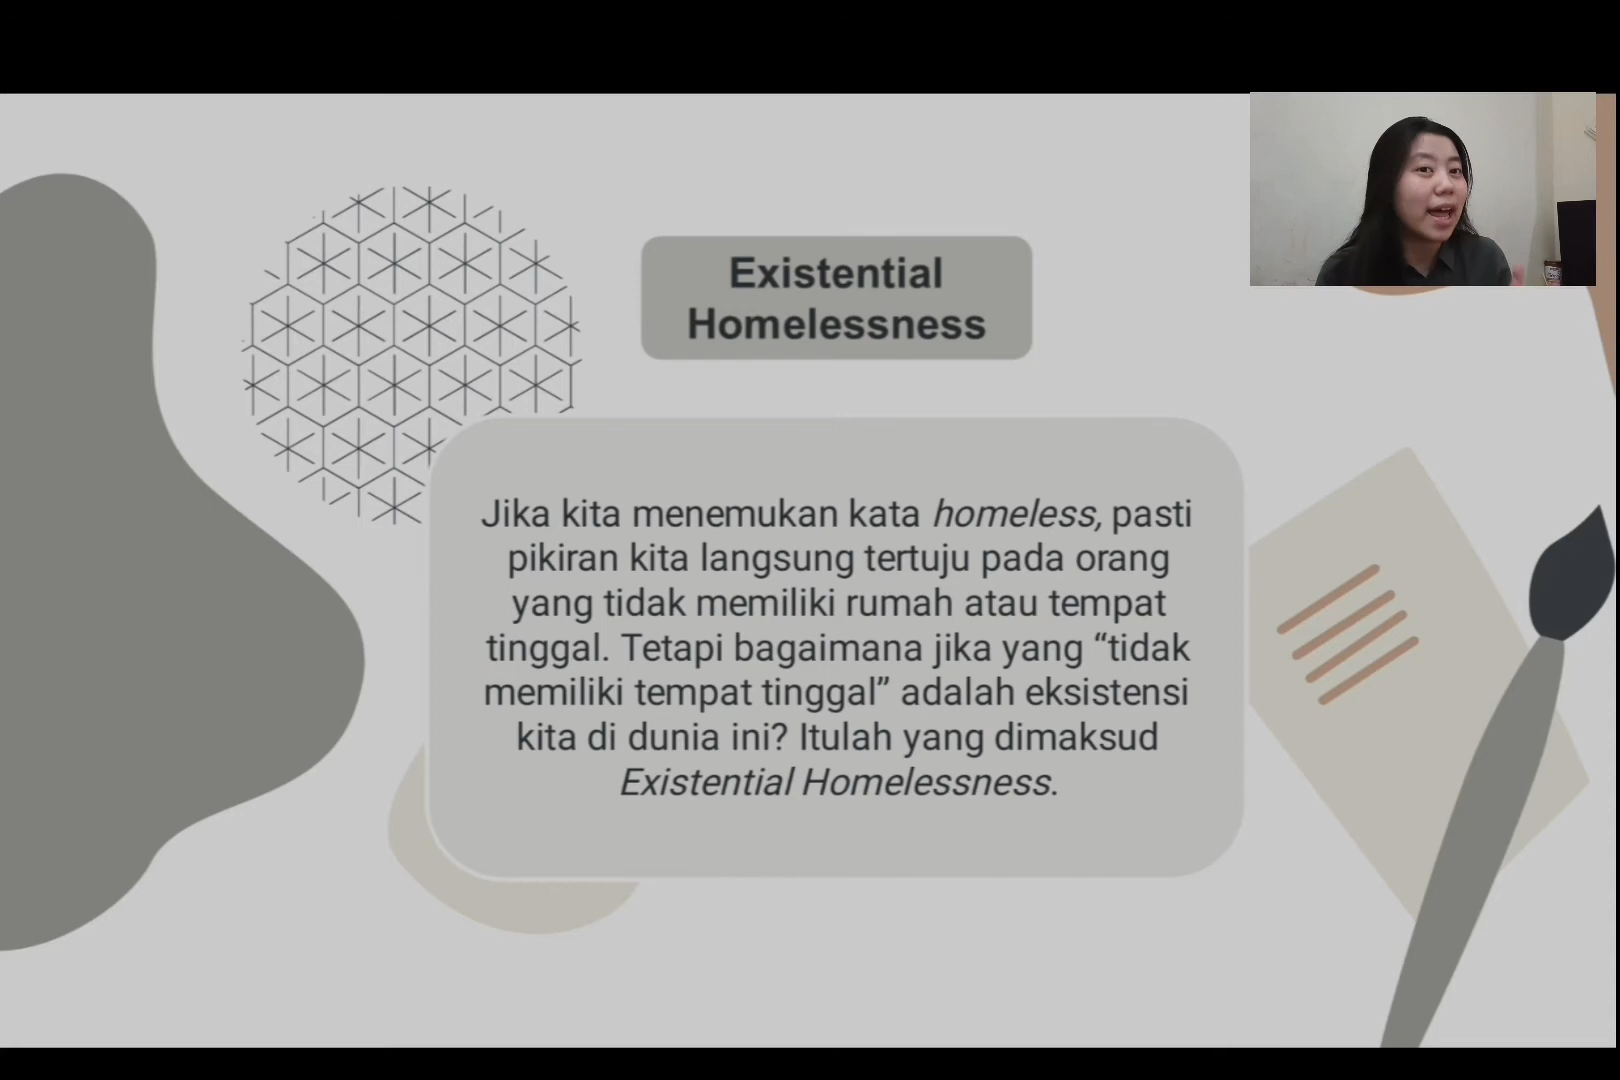 Existential
Homelessness
Jika kita menemukan kata homeless, pasti
pikiran kita langsung tertuju pada orang
yang tidak memiliki rumah atau tempat
tinggal. Tetapi bagaimana jika yang “tidak
memiliki tempat tinggal” adalah eksistensi
kita di dunia ini? Itulah yang dimaksud
Existential Homelessness.